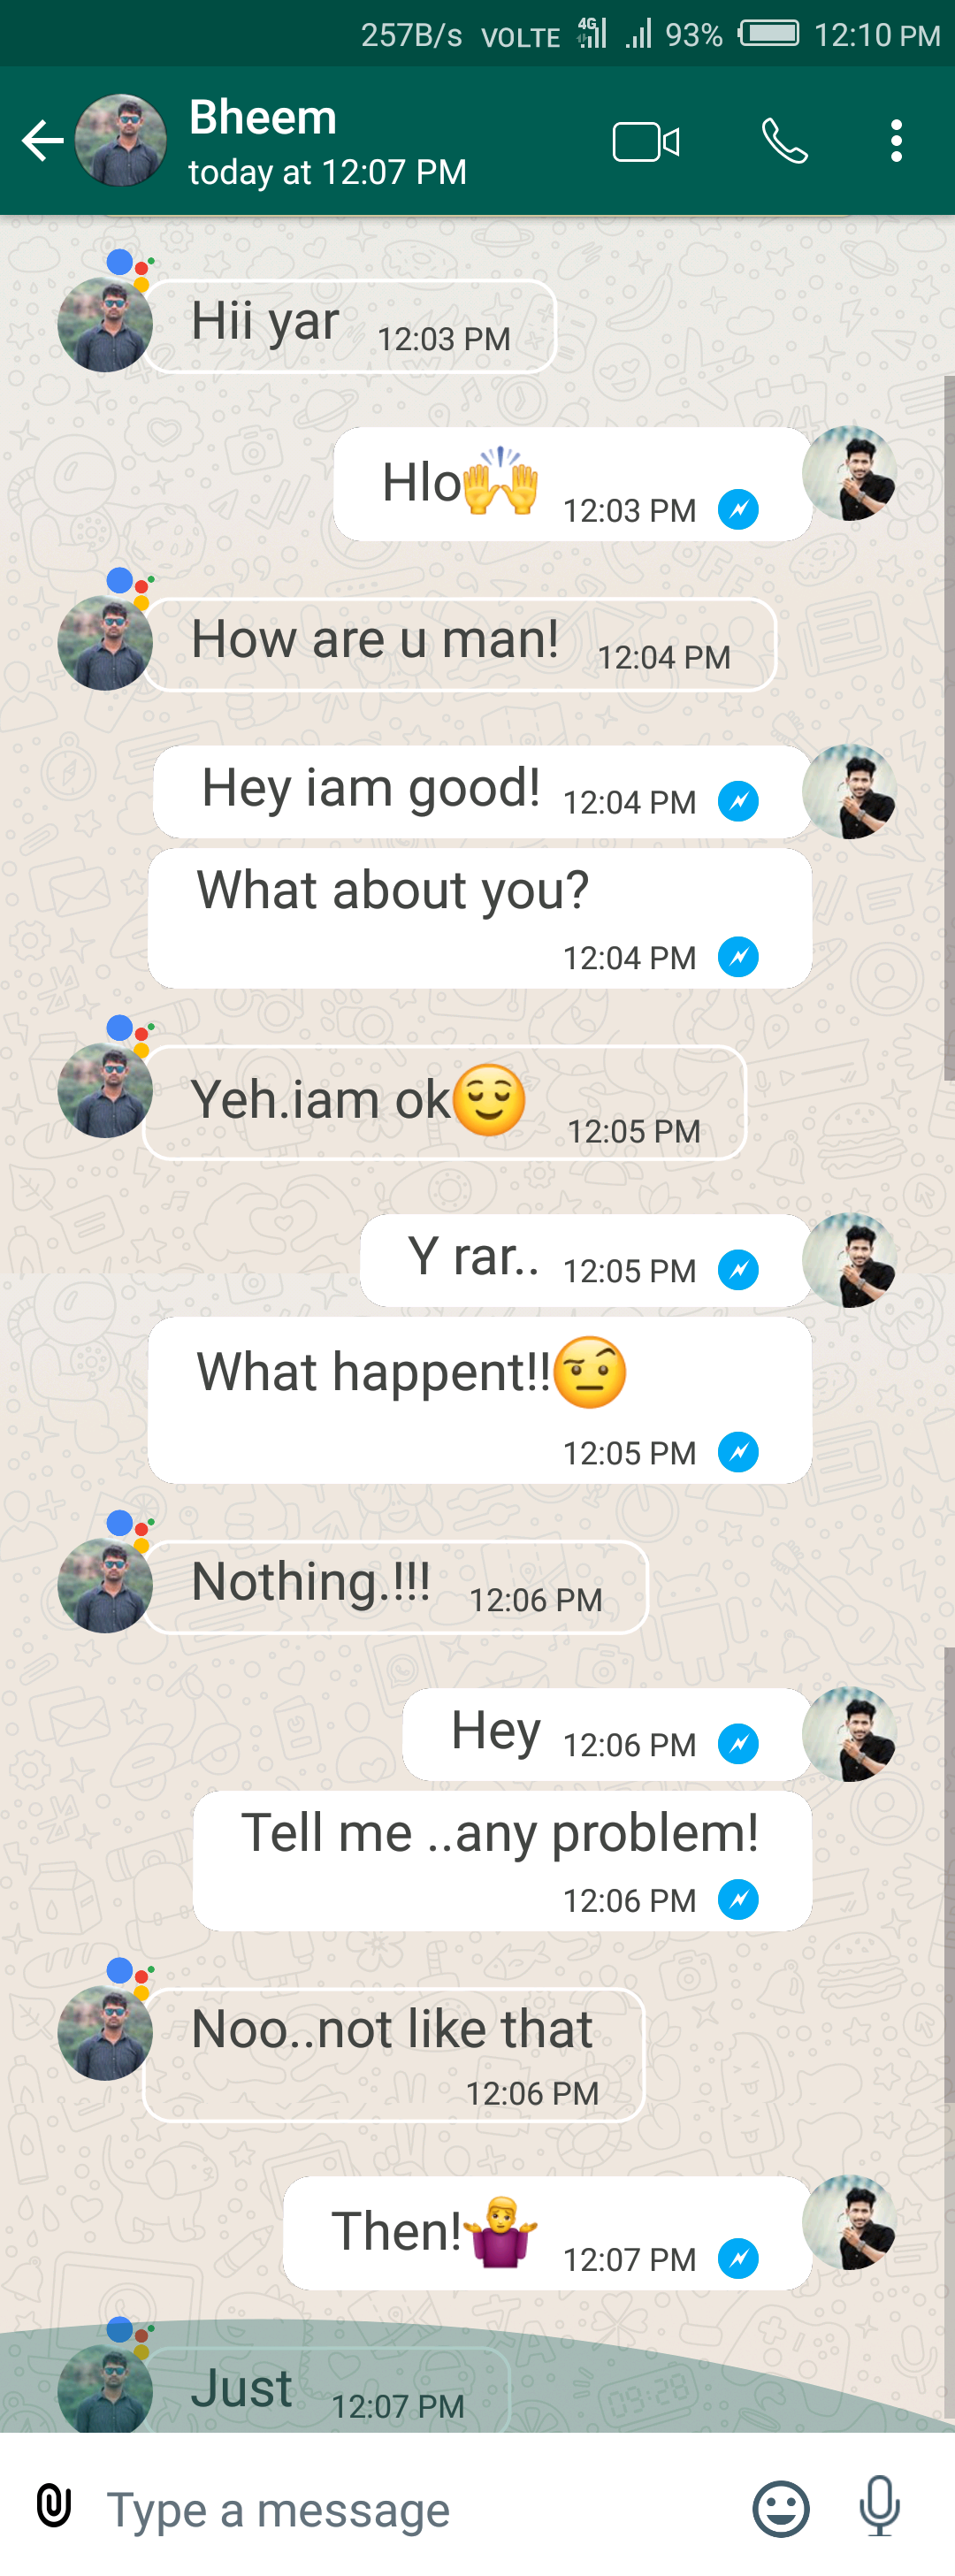 257B/s VOLTE 4G 93% 12:10 PM
Bheem
today at 12:07 PM
Hii yar 12:03 PM
Hlo🙌 12:03 PM
How are u man! 12:04 PM
Hey iam good! 12:04 PM
What about you?
12:04 PM
Yeh.iam ok😌 12:05 PM
Y rar.. 12:05 PM
What happent!!🤨
12:05 PM
Nothing.!!! 12:06 PM
Hey 12:06 PM
Tell me ..any problem!
12:06 PM
Noo..not like that
12:06 PM
Then!🤷‍♂️ 12:07 PM
Just 12:07 PM
09:28
Type a message